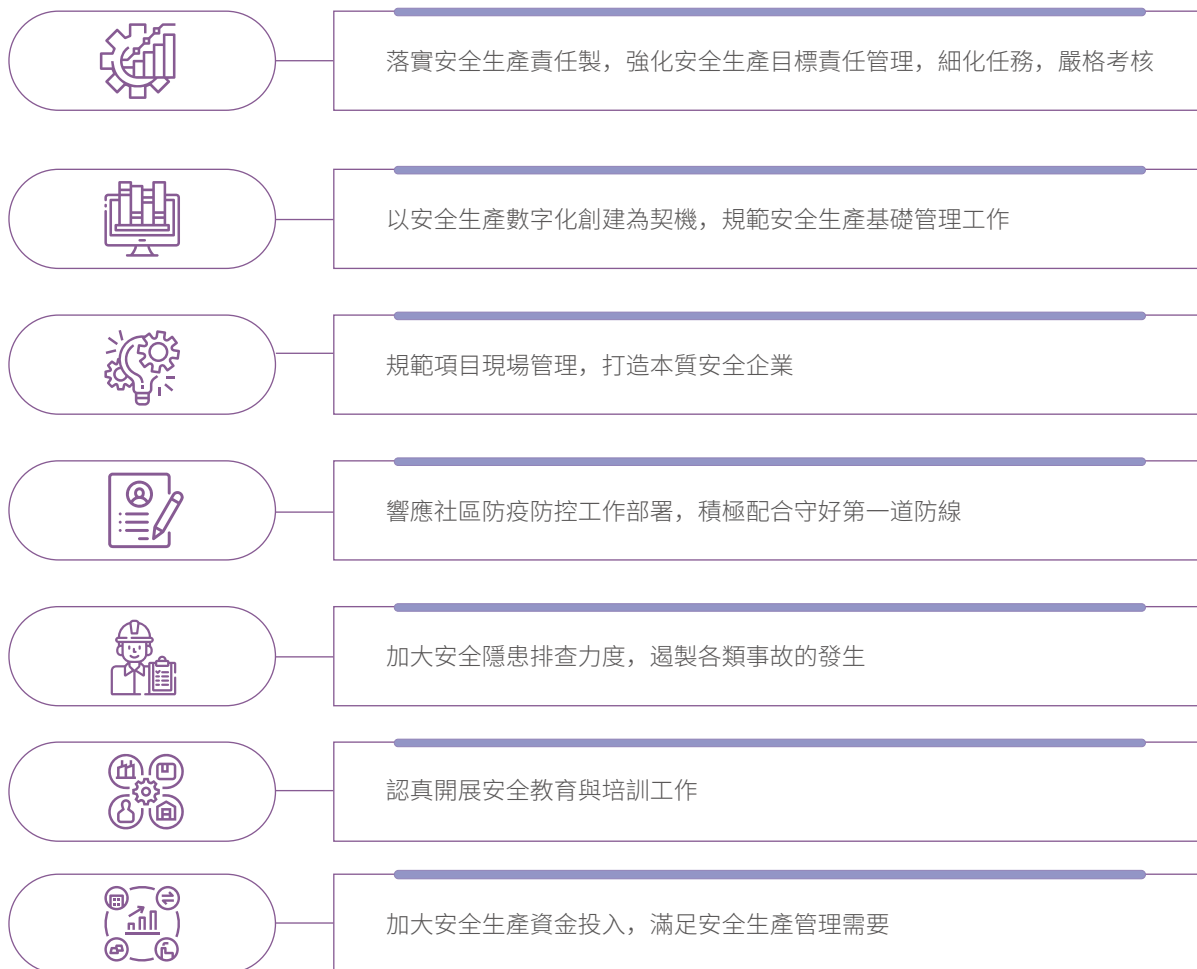 落實安全生產責任製，強化安全生產目標責任管理，細化任務，嚴格考核
以安全生產數字化創建為契機，規範安全生產基礎管理工作
規範項目現場管理，打造本質安全企業
響應社區防疫防控工作部署，積極配合守好第一道防線
加大安全隱患排查力度，遏製各類事故的發生
認真開展安全教育與培訓工作
加大安全生產資金投入，滿足安全生產管理需要